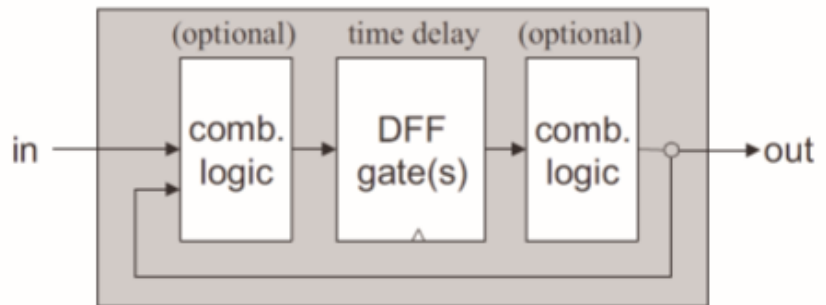 (optional) time delay (optional)
in
comb.
logic
DFF
gate(s)
comb.
logic
out